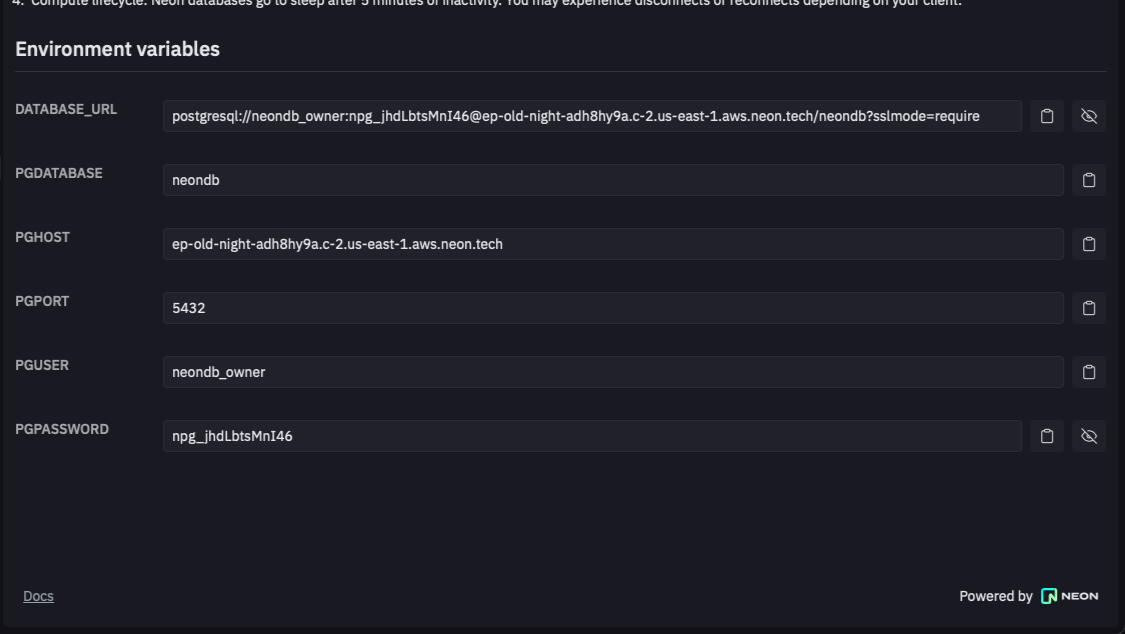 4. Compute lifecycle: Neon databases go to sleep after 5 minutes of inactivity. You may experience disconnects or reconnects depending on your client.
Environment variables
DATABASE_URL
postgresql://neondb_owner:npg_jhdLbtsMnI46@ep-old-night-adh8hy9a.c-2.us-east-1.aws.neon.tech/neondb?sslmode=require
PGDATABASE
neondb
PGHOST
ep-old-night-adh8hy9a.c-2.us-east-1.aws.neon.tech
PGPORT
5432
PGUSER
neondb_owner
PGPASSWORD
npg_jhdLbtsMnI46
Docs
Powered by NEON